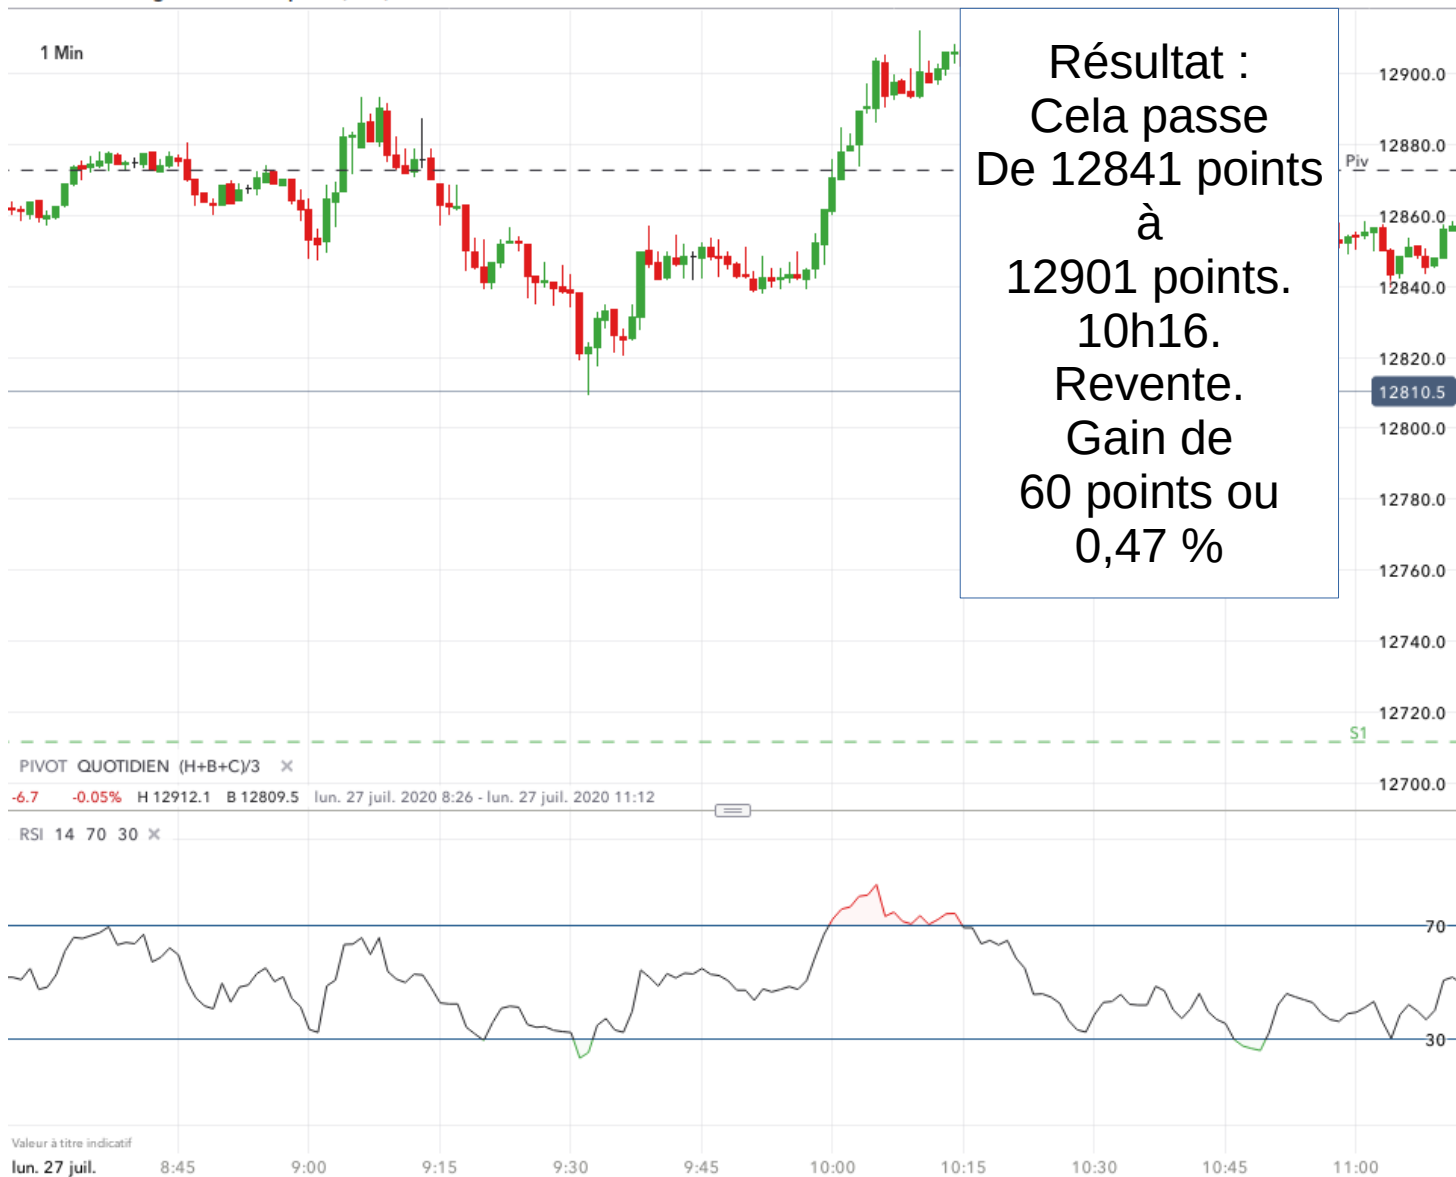 1 Min
Résultat :
Cela passe
De 12841 points
à
12901 points.
10h16.
Revente.
Gain de
60 points ou
0,47 %
12900.0
12880.0
Piv
12860.0
12840.0
12820.0
12810.5
12800.0
12780.0
12760.0
12740.0
12720.0
S1
12700.0
PIVOT QUOTIDIEN (H+B+C)/3 ×
-6.7 -0.05% H 12912.1 B 12809.5 lun. 27 juil. 2020 8:26 - lun. 27 juil. 2020 11:12
RSI 14 70 30 ×
70
30
Valeur à titre indicatif
lun. 27 juil. 8:45 9:00 9:15 9:30 9:45 10:00 10:15 10:30 10:45 11:00